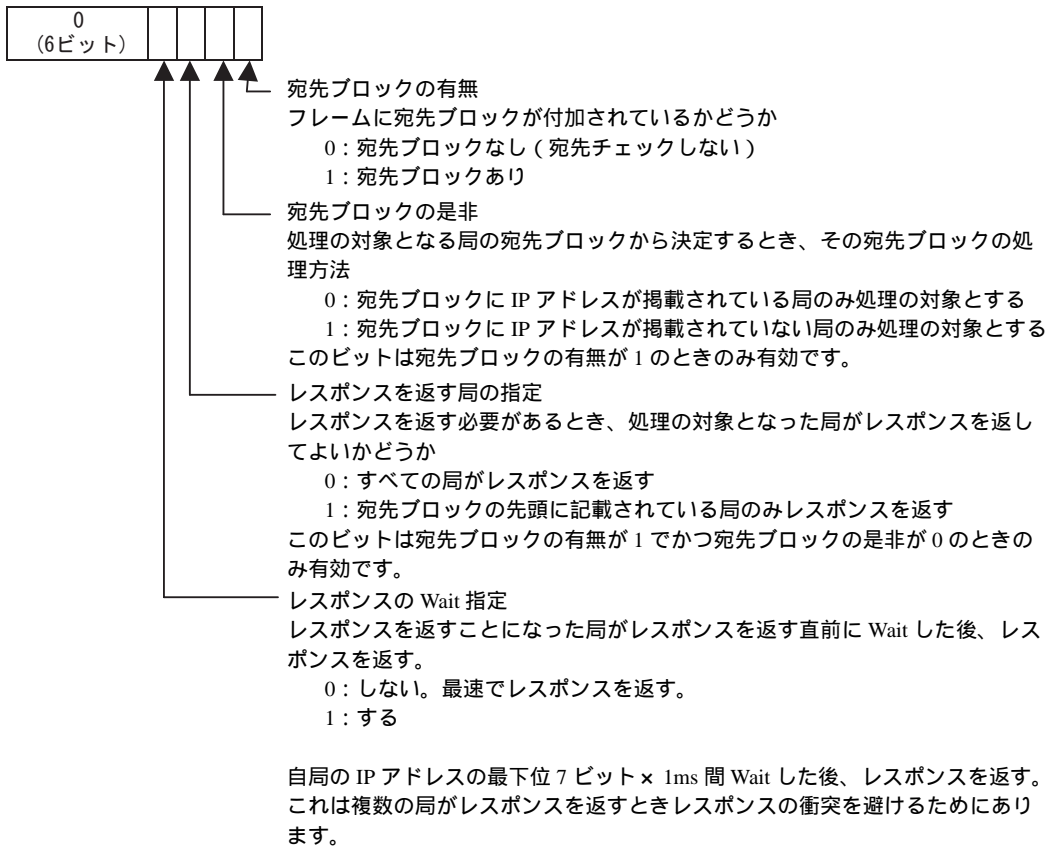 0
(6ビット)
宛先ブロックの有無
フレームに宛先ブロックが付加されているかどうか
0：宛先ブロックなし（宛先チェックしない）
1：宛先ブロックあり
宛先ブロックの是非
処理の対象となる局の宛先ブロックから決定するとき、その宛先ブロックの処
理方法
0：宛先ブロックに IP アドレスが掲載されている局のみ処理の対象とする
1：宛先ブロックに IP アドレスが掲載されていない局のみ処理の対象とする
このビットは宛先ブロックの有無が 1 のときのみ有効です。
レスポンスを返す局の指定
レスポンスを返す必要があるとき、処理の対象となった局がレスポンスを返し
てよいかどうか
0：すべての局がレスポンスを返す
1：宛先ブロックの先頭に記載されている局のみレスポンスを返す
このビットは宛先ブロックの有無が 1 でかつ宛先ブロックの是非が 0 のときの
み有効です。
レスポンスの Wait 指定
レスポンスを返すことになった局がレスポンスを返す直前に Wait した後、レス
ポンスを返す。
0：しない。最速でレスポンスを返す。
1：する
自局の IP アドレスの最下位 7 ビット × 1ms 間 Wait した後、レスポンスを返す。
これは複数の局がレスポンスを返すときレスポンスの衝突を避けるためにあり
ます。